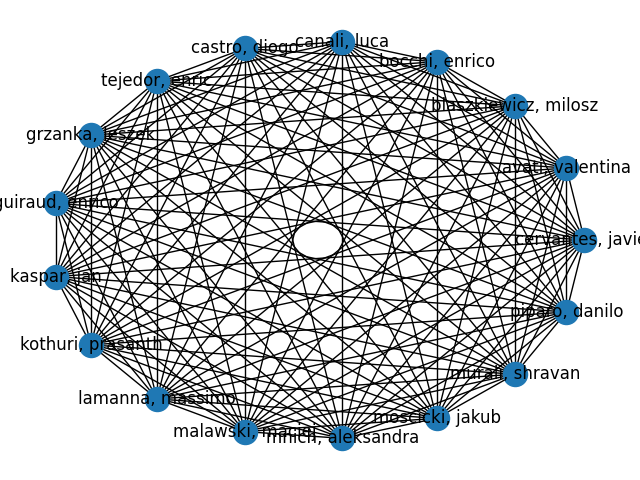 canali, luca
castro, diogo
bocchi, enrico
tejedor, enric
blaszkiewicz, milosz
grzanka, leszek
avati, valentina
guiraud, enrico
cervantes, javie
kaspar, jan
piparo, danilo
kothuri, prasanth
murali, shravan
lamanna, massimo
moscicki, jakub
malawski, maciej
mnich, aleksandra